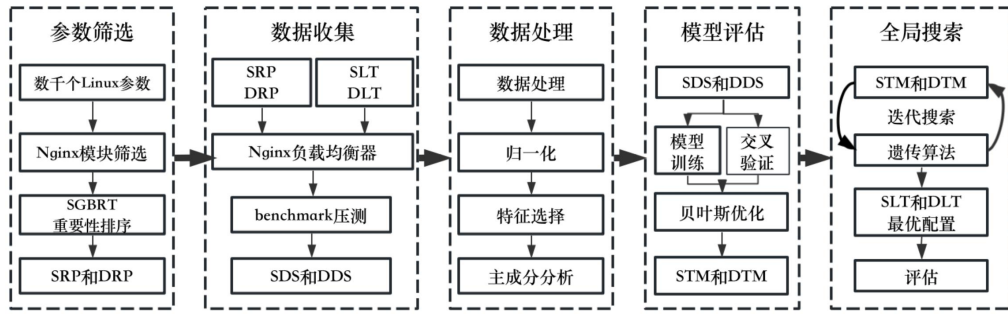 参数筛选
数千个Linux参数
Nginx模块筛选
SGBRT
重要性排序
SRP和DRP
数据收集
SRP
DRP
SLT
DLT
Nginx负载均衡器
benchmark压测
SDS和DDS
数据处理
数据处理
归一化
特征选择
主成分分析
模型评估
SDS和DDS
模型
训练
交叉
验证
贝叶斯优化
STM和DTM
全局搜索
STM和DTM
迭代搜索
遗传算法
SLT和DLT
最优配置
评估